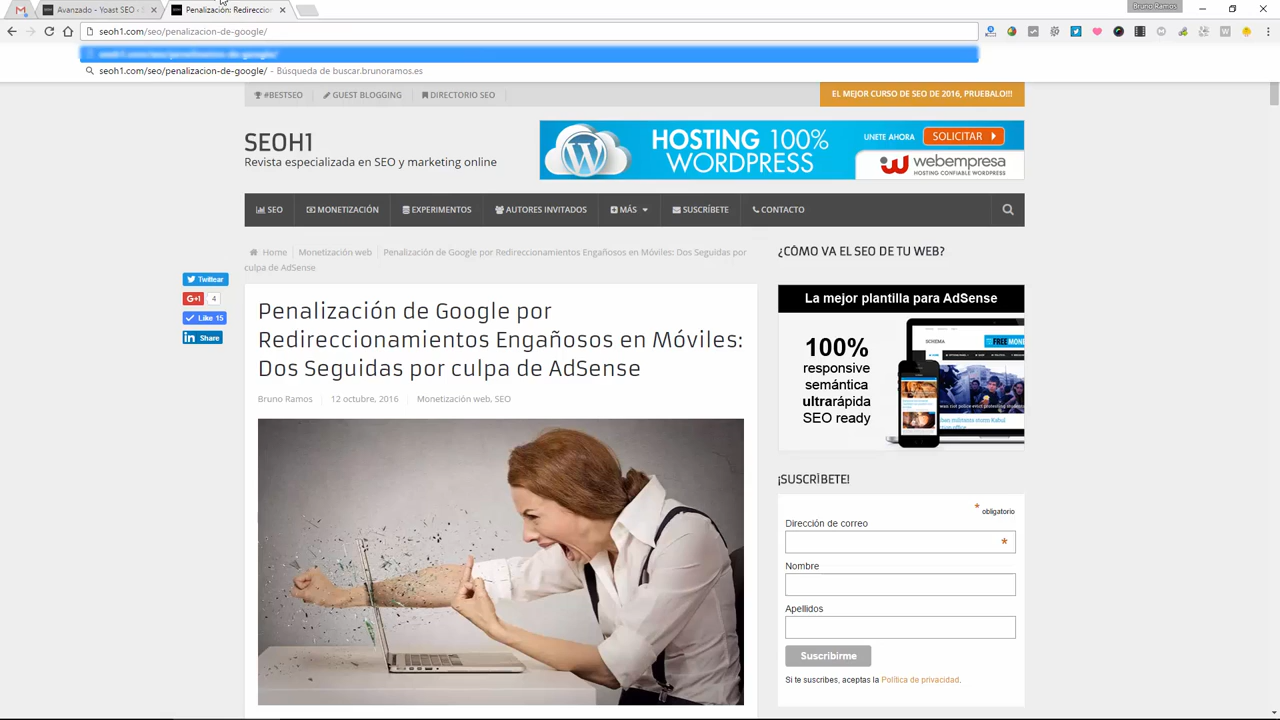 Avanzado - Yoast SEO -
Penalización: Redireccio
Bruno Ramos
seoh1.com/seo/penalizacion-de-google/
seoh1.com/seo/penalizacion-de-google/ - Búsqueda de buscar.brunoramos.es
#BESTSEO GUEST BLOGGING DIRECTORIO SEO
EL MEJOR CURSO DE SEO DE 2016, PRUEBALO!!!
SEOH1
Revista especializada en SEO y marketing online
HOSTING 100%
WORDPRESS
UNETE AHORA SOLICITAR
webempresa
HOSTING CONFIABLE WORDPRESS
SEO MONETIZACIÓN EXPERIMENTOS AUTORES INVITADOS MÁS SUSCRÍBETE CONTACTO
Home Monetización web Penalización de Google por Redireccionamientos Engañosos en Móviles: Dos Seguidas por
culpa de AdSense
Twittear
G+1 4
Like 15
in Share
Penalización de Google por
Redireccionamientos Engañosos en Móviles:
Dos Seguidas por culpa de AdSense
Bruno Ramos 12 octubre, 2016 Monetización web, SEO
¿CÓMO VA EL SEO DE TU WEB?
La mejor plantilla para AdSense
100%
responsive
semántica
ultrarápida
SEO ready
SCHEMA
¡SUSCRÍBETE!
* obligatorio
Dirección de correo
*
Nombre
Apellidos
Suscribirme
Si te suscribes, aceptas la Política de privacidad.